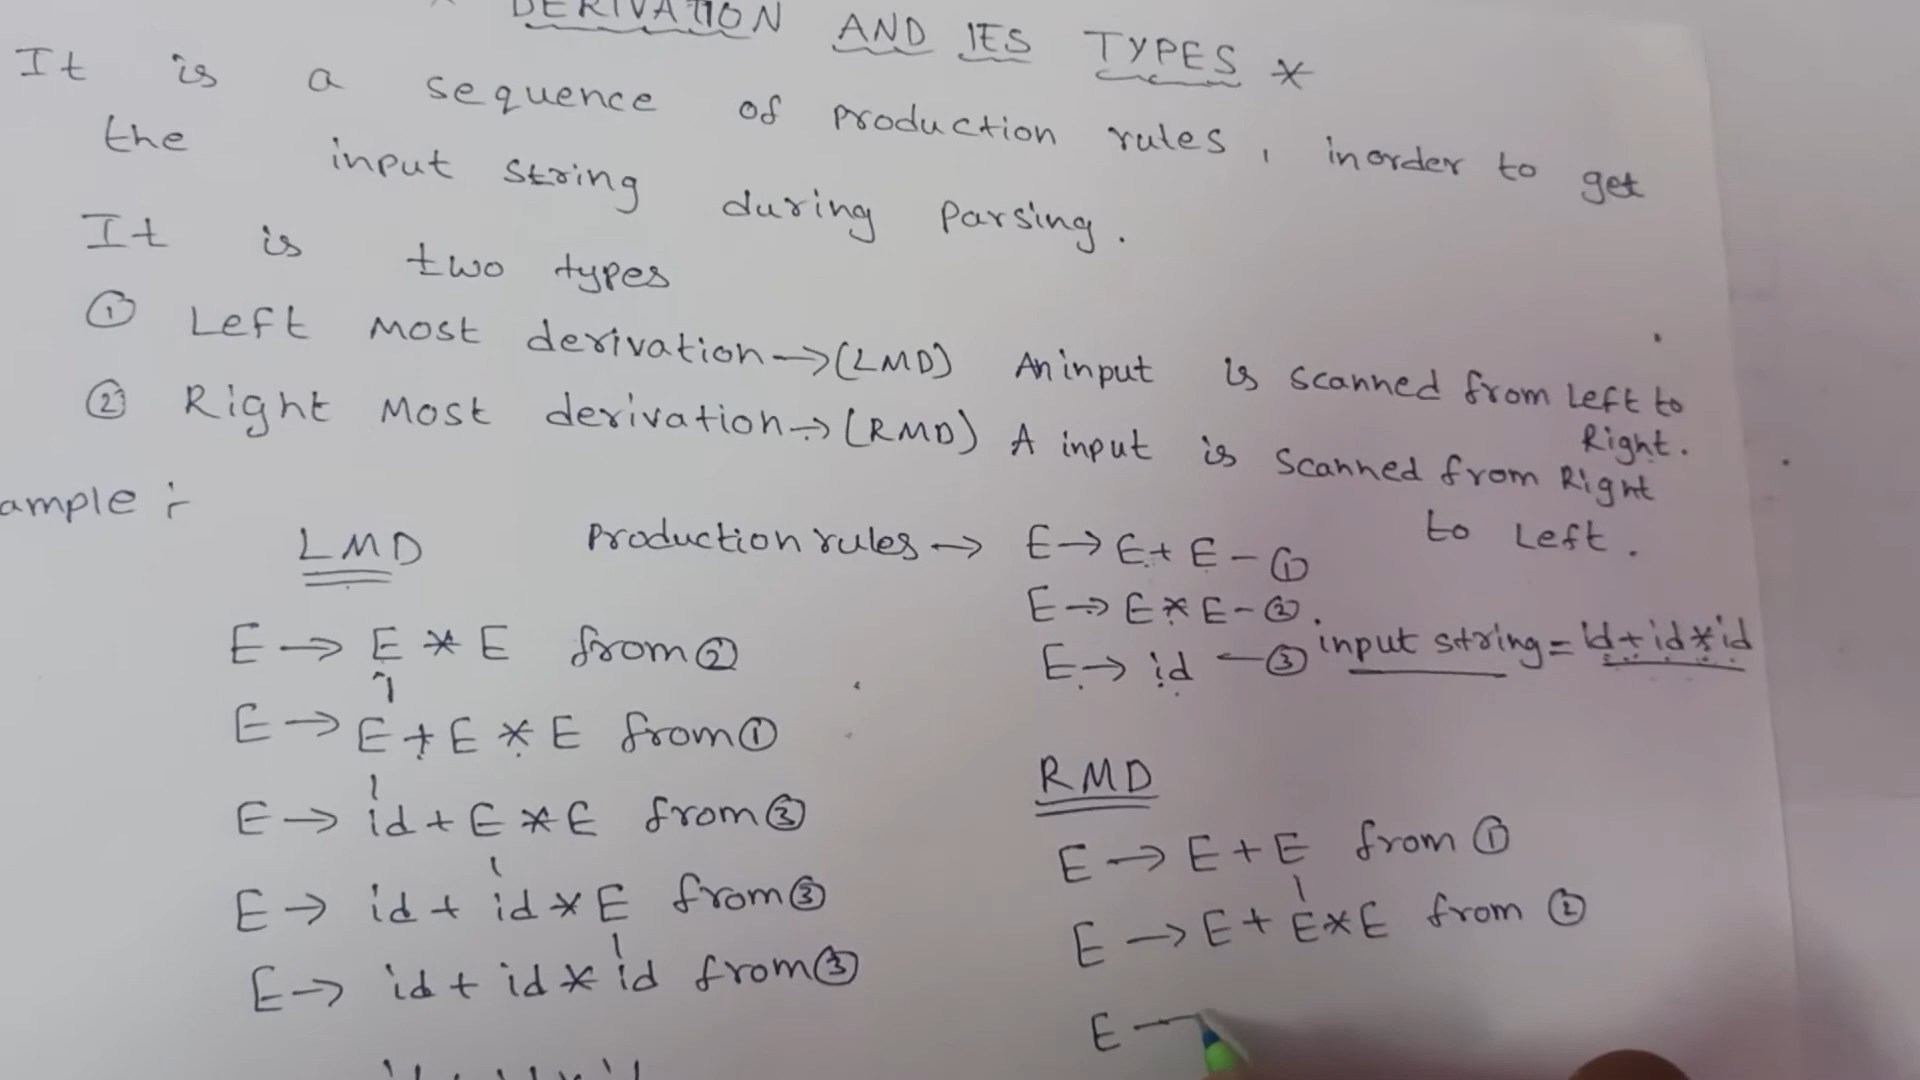 * DERIVATION AND ITS TYPES *
It is a sequence of production rules, inorder to get
the input string during parsing.
It is two types
① Left Most derivation → (LMD) An input is scanned from Left to
Right.
② Right Most derivation → (RMD) A input is scanned from Right
to Left.
ample :-
LMD
Production rules → E → E + E - ①
E → E * E - ②.
E → id - ③
input string = id + id * id
E → E * E from ②
E → E + E * E from ①
E → id + E * E from ③
E → id + id * E from ③
E → id + id * id from ③
RMD
E → E + E from ①
E → E + E * E from ②
E —